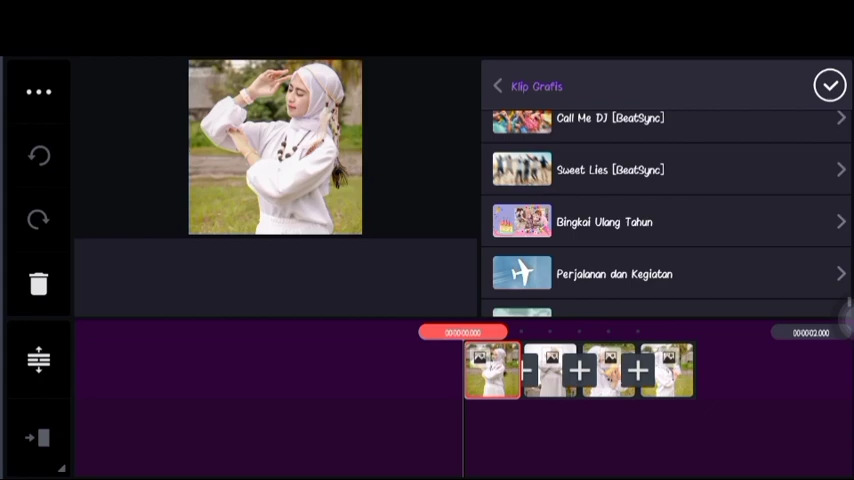 Klip Grafis
Call Me DJ [BeatSync]
Sweet Lies [BeatSync]
Bingkai Ulang Tahun
Perjalanan dan Kegiatan
00:00:00.000
00:00:02.000